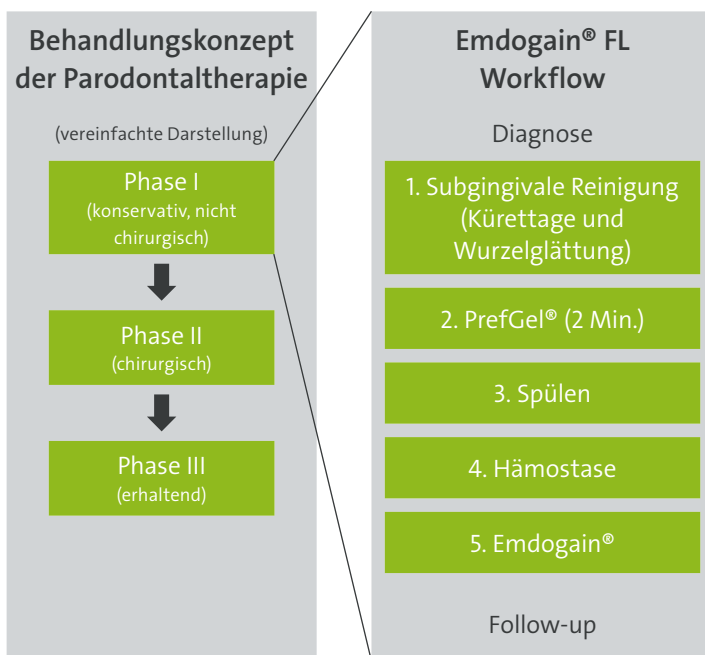 Behandlungskonzept
der Parodontaltherapie
(vereinfachte Darstellung)
Phase I
(konservativ, nicht
chirurgisch)
Phase II
(chirurgisch)
Phase III
(erhaltend)
Emdogain® FL
Workflow
Diagnose
1. Subgingivale Reinigung
(Kürettage und
Wurzelglättung)
2. PrefGel® (2 Min.)
3. Spülen
4. Hämostase
5. Emdogain®
Follow-up